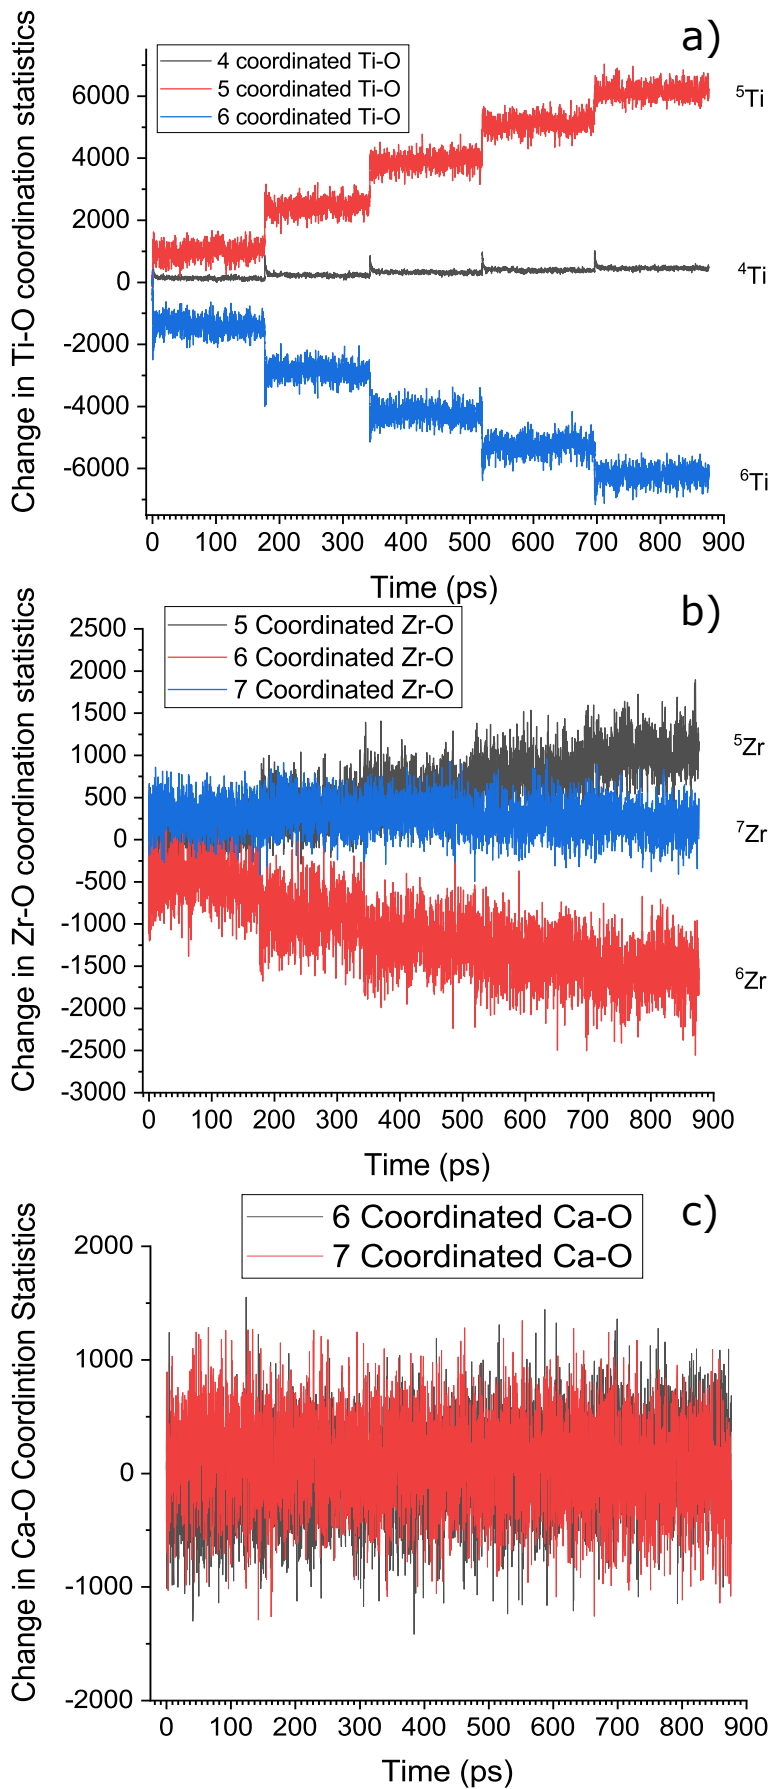 a)
4 coordinated Ti-O
5 coordinated Ti-O
6 coordinated Ti-O
Change in Ti-O coordination statistics
6000
4000
2000
0
-2000
-4000
-6000
⁵Ti
⁴Ti
⁶Ti
0 100 200 300 400 500 600 700 800 900
Time (ps)
b)
5 Coordinated Zr-O
6 Coordinated Zr-O
7 Coordinated Zr-O
Change in Zr-O coordination statistics
2500
2000
1500
1000
500
0
-500
-1000
-1500
-2000
-2500
-3000
⁵Zr
⁷Zr
⁶Zr
0 100 200 300 400 500 600 700 800 900
Time (ps)
c)
6 Coordinated Ca-O
7 Coordinated Ca-O
Change in Ca-O Coordintion Statistics
2000
1000
0
-1000
-2000
0 100 200 300 400 500 600 700 800 900
Time (ps)